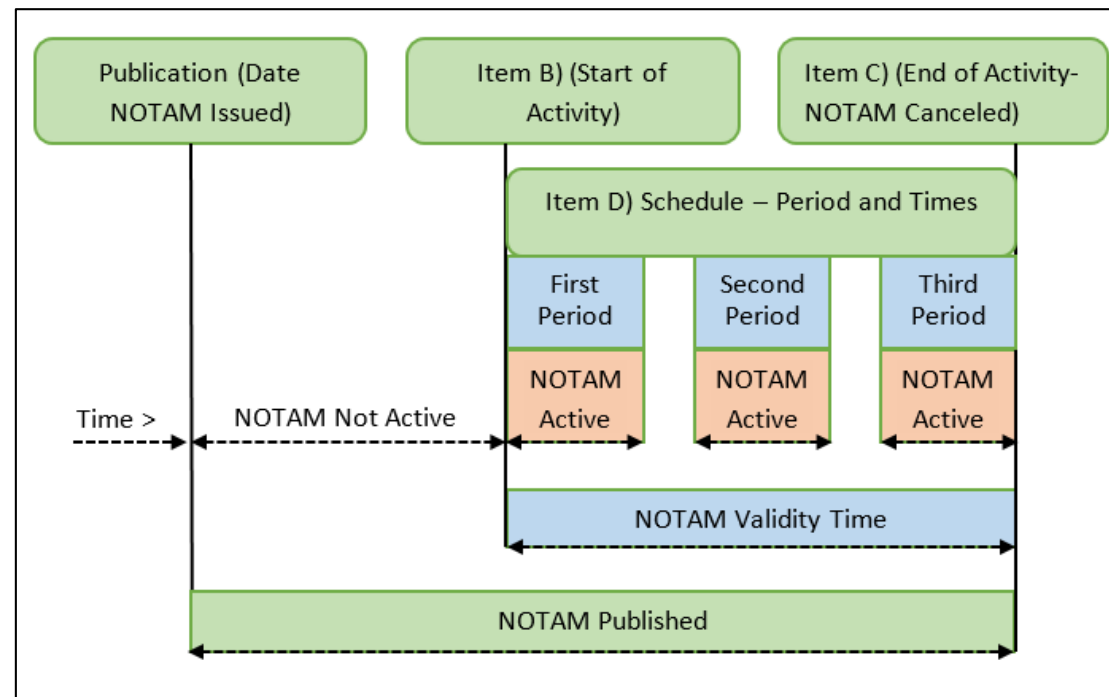 Publication (Date
NOTAM Issued)
Item B) (Start of
Activity)
Item C) (End of Activity-
NOTAM Canceled)
Item D) Schedule – Period and Times
First
Period
Second
Period
Third
Period
NOTAM
Active
NOTAM
Active
NOTAM
Active
Time >
NOTAM Not Active
NOTAM Validity Time
NOTAM Published